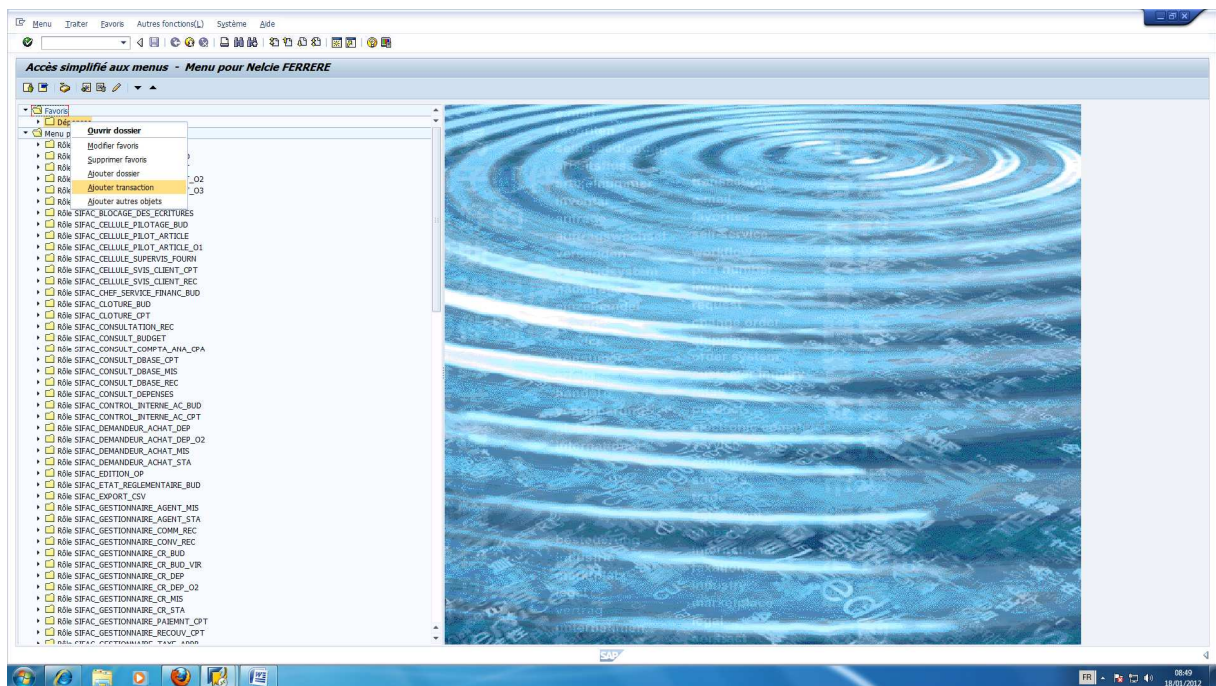 Menu Traiter Favoris Autres fonctions(L) Système Aide
Accès simplifié aux menus - Menu pour Nelcie FERRERE
Favoris
Menu p
Ouvrir dossier
Modifier favoris
Supprimer favoris
Ajouter dossier
Ajouter transaction
Ajouter autres objets
_O2
_O3
Rôle SIFAC_BLOCAGE_DES_ECRITURES
Rôle SIFAC_CELLULE_PILOTAGE_BUD
Rôle SIFAC_CELLULE_PILOT_ARTICLE
Rôle SIFAC_CELLULE_PILOT_ARTICLE_O1
Rôle SIFAC_CELLULE_SUPERVIS_FOURN
Rôle SIFAC_CELLULE_SVIS_CLIENT_CPT
Rôle SIFAC_CELLULE_SVIS_CLIENT_REC
Rôle SIFAC_CHEF_SERVICE_FINANC_BUD
Rôle SIFAC_CLOTURE_BUD
Rôle SIFAC_CLOTURE_CPT
Rôle SIFAC_CONSULTATION_REC
Rôle SIFAC_CONSULT_BUDGET
Rôle SIFAC_CONSULT_COMPTA_ANA_CPA
Rôle SIFAC_CONSULT_DBASE_CPT
Rôle SIFAC_CONSULT_DBASE_MIS
Rôle SIFAC_CONSULT_DBASE_REC
Rôle SIFAC_CONSULT_DEPENSES
Rôle SIFAC_CONTROL_INTERNE_AC_BUD
Rôle SIFAC_CONTROL_INTERNE_AC_CPT
Rôle SIFAC_DEMANDEUR_ACHAT_DEP
Rôle SIFAC_DEMANDEUR_ACHAT_DEP_O2
Rôle SIFAC_DEMANDEUR_ACHAT_MIS
Rôle SIFAC_DEMANDEUR_ACHAT_STA
Rôle SIFAC_EDITION_OP
Rôle SIFAC_ETAT_REGLEMENTAIRE_BUD
Rôle SIFAC_EXPORT_CSV
Rôle SIFAC_GESTIONNAIRE_AGENT_MIS
Rôle SIFAC_GESTIONNAIRE_AGENT_STA
Rôle SIFAC_GESTIONNAIRE_COMM_REC
Rôle SIFAC_GESTIONNAIRE_CONV_REC
Rôle SIFAC_GESTIONNAIRE_CR_BUD
Rôle SIFAC_GESTIONNAIRE_CR_BUD_VIR
Rôle SIFAC_GESTIONNAIRE_CR_DEP
Rôle SIFAC_GESTIONNAIRE_CR_DEP_O2
Rôle SIFAC_GESTIONNAIRE_CR_MIS
Rôle SIFAC_GESTIONNAIRE_CR_STA
Rôle SIFAC_GESTIONNAIRE_PAIEMNT_CPT
Rôle SIFAC_GESTIONNAIRE_RECOUV_CPT
SAP
FR
08:49
18/01/2012